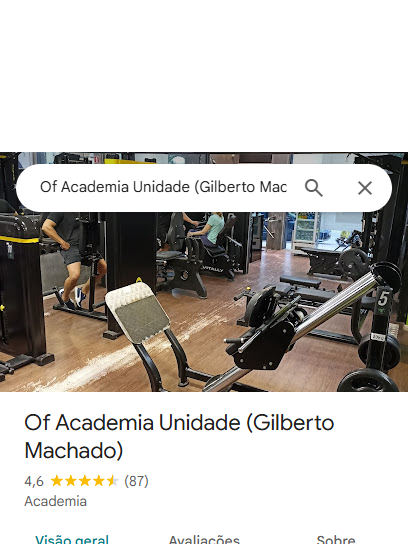 Of Academia Unidade (Gilberto Mac
VITALLY
5
Of Academia Unidade (Gilberto
Machado)
4,6 (87)
Academia
Visão geral Avaliações Sobre